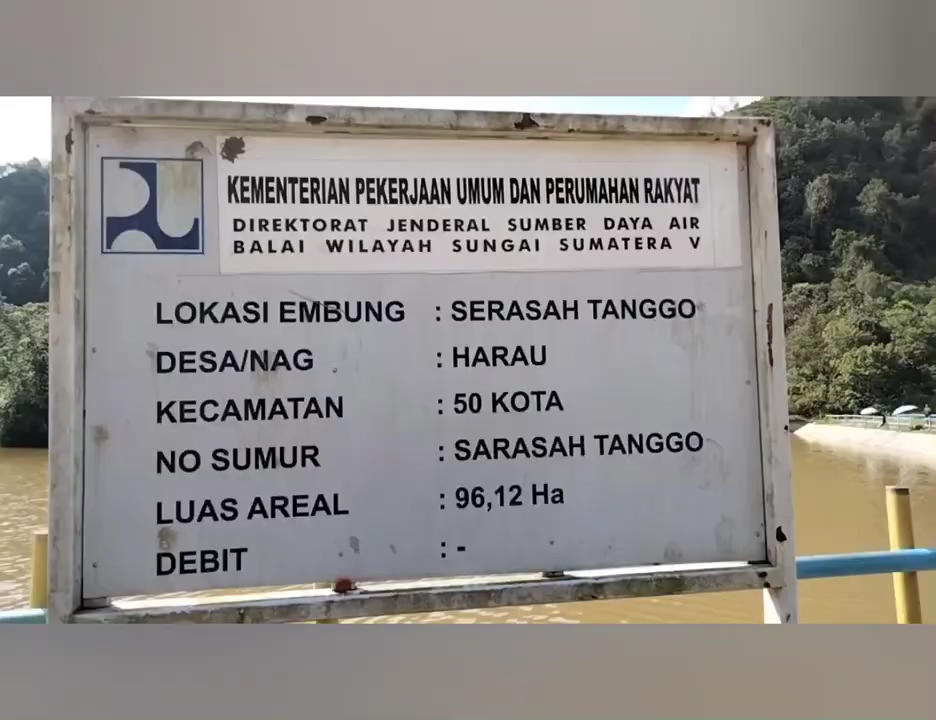 KEMENTERIAN PEKERJAAN UMUM DAN PERUMAHAN RAKYAT
DIREKTORAT JENDERAL SUMBER DAYA AIR
BALAI WILAYAH SUNGAI SUMATERA V
LOKASI EMBUNG : SERASAH TANGGO
DESA/NAG : HARAU
KECAMATAN : 50 KOTA
NO SUMUR : SARASAH TANGGO
LUAS AREAL : 96,12 Ha
DEBIT : -